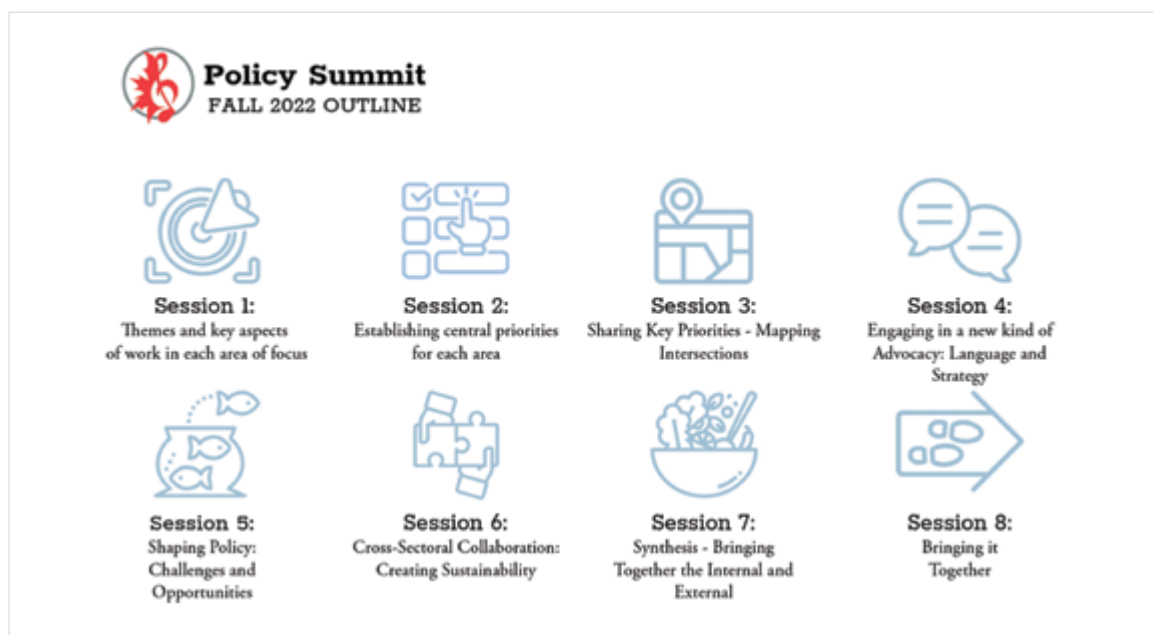 Policy Summit
FALL 2022 OUTLINE
Session 1:
Themes and key aspects
of work in each area of focus
Session 2:
Establishing central priorities
for each area
Session 3:
Sharing Key Priorities - Mapping
Intersections
Session 4:
Engaging in a new kind of
Advocacy: Language and
Strategy
Session 5:
Shaping Policy:
Challenges and
Opportunities
Session 6:
Cross-Sectoral Collaboration:
Creating Sustainability
Session 7:
Synthesis - Bringing
Together the Internal and
External
Session 8:
Bringing it
Together